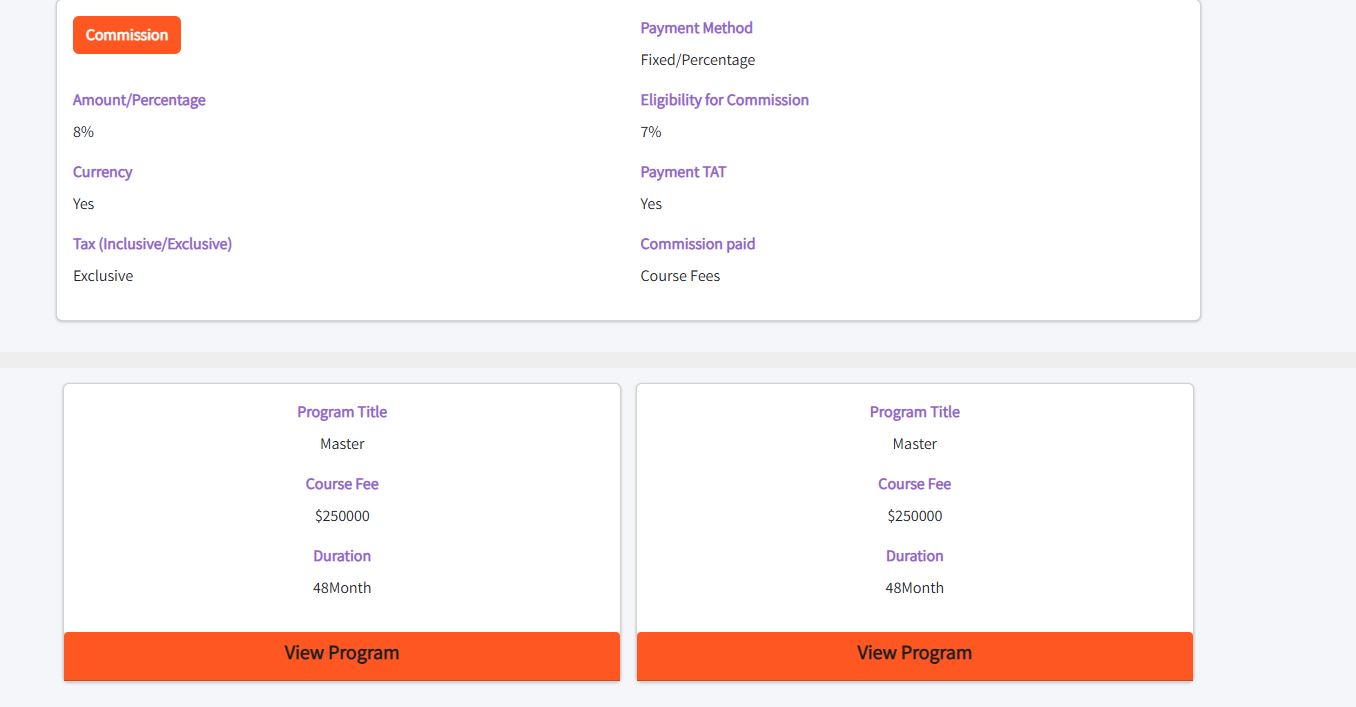 Commission
Payment Method
Fixed/Percentage
Amount/Percentage
8%
Eligibility for Commission
7%
Currency
Yes
Payment TAT
Yes
Tax (Inclusive/Exclusive)
Exclusive
Commission paid
Course Fees
Program Title
Master
Course Fee
$250000
Duration
48Month
View Program
Program Title
Master
Course Fee
$250000
Duration
48Month
View Program